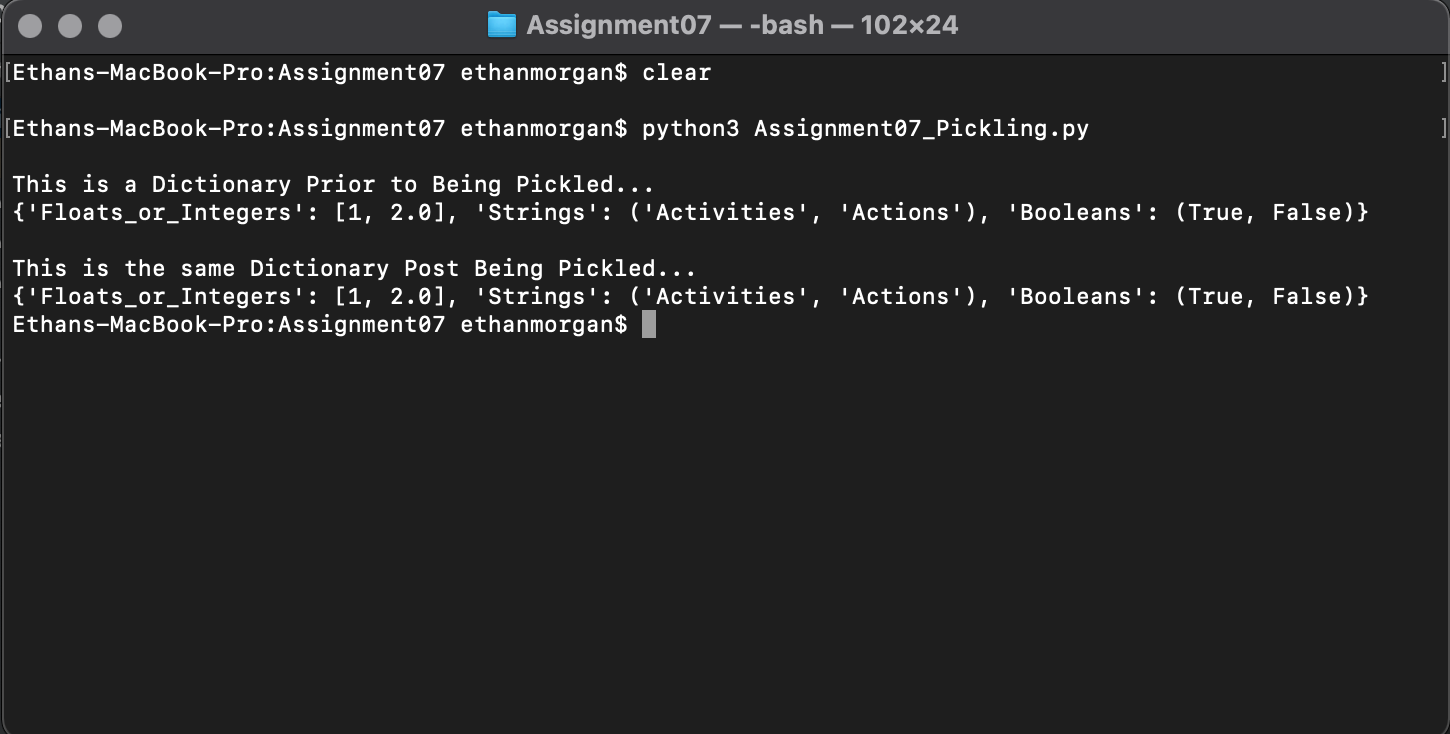 Assignment07 — -bash — 102×24
[Ethans-MacBook-Pro:Assignment07 ethanmorgan$ clear ]
[Ethans-MacBook-Pro:Assignment07 ethanmorgan$ python3 Assignment07_Pickling.py ]
This is a Dictionary Prior to Being Pickled...
{'Floats_or_Integers': [1, 2.0], 'Strings': ('Activities', 'Actions'), 'Booleans': (True, False)}
This is the same Dictionary Post Being Pickled...
{'Floats_or_Integers': [1, 2.0], 'Strings': ('Activities', 'Actions'), 'Booleans': (True, False)}
Ethans-MacBook-Pro:Assignment07 ethanmorgan$